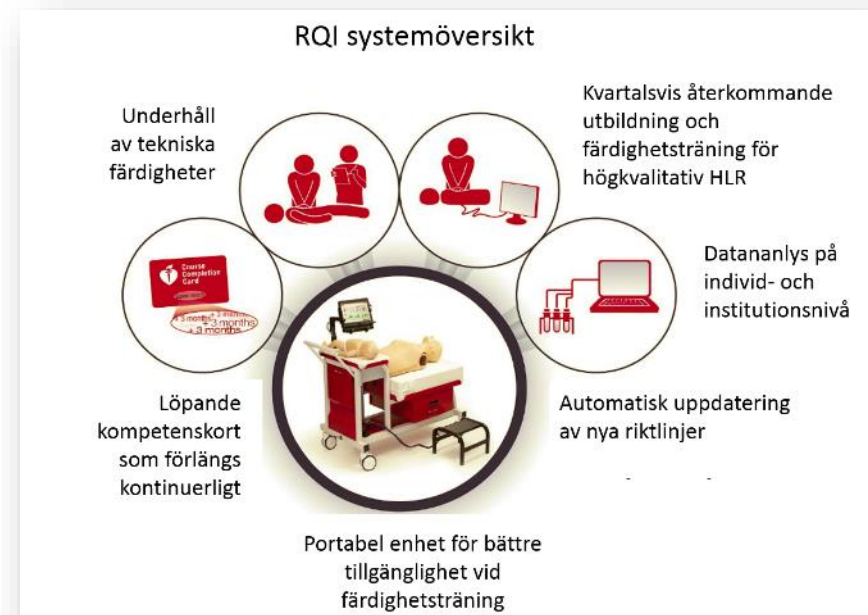 RQI systemöversikt
Underhåll
av tekniska
färdigheter
Kvartalsvis återkommande
utbildning och
färdighetsträning för
högkvalitativ HLR
Course
Completion
Card
+ 3 months
+ 3 months
+ 3 months
Datananlys på
individ- och
institutionsnivå
Löpande
kompetenskort
som förlängs
kontinuerligt
Automatisk uppdatering
av nya riktlinjer
Portabel enhet för bättre
tillgänglighet vid
färdighetsträning